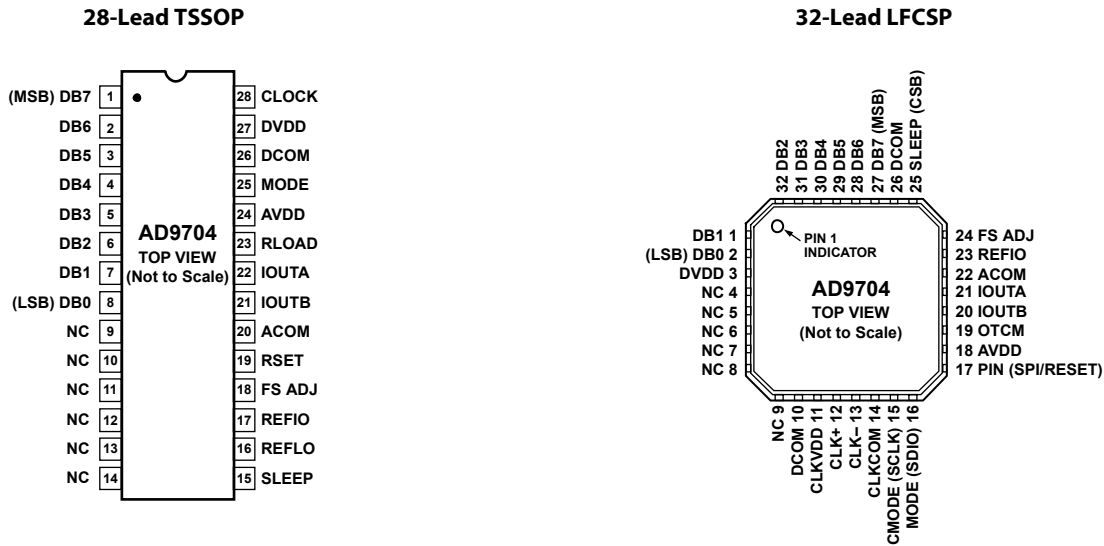 28-Lead TSSOP
(MSB) DB7 1
DB6 2
DB5 3
DB4 4
DB3 5
DB2 6
DB1 7
(LSB) DB0 8
NC 9
NC 10
NC 11
NC 12
NC 13
NC 14
AD9704
TOP VIEW
(Not to Scale)
28 CLOCK
27 DVDD
26 DCOM
25 MODE
24 AVDD
23 RLOAD
22 IOUTA
21 IOUTB
20 ACOM
19 RSET
18 FS ADJ
17 REFIO
16 REFLO
15 SLEEP
32-Lead LFCSP
32 DB2
31 DB3
30 DB4
29 DB5
28 DB6
27 DB7 (MSB)
26 DCOM
25 SLEEP (CSB)
DB1 1
(LSB) DB0 2
DVDD 3
NC 4
NC 5
NC 6
NC 7
NC 8
PIN 1
INDICATOR
AD9704
TOP VIEW
(Not to Scale)
24 FS ADJ
23 REFIO
22 ACOM
21 IOUTA
20 IOUTB
19 OTCM
18 AVDD
17 PIN (SPI/RESET)
NC 9
DCOM 10
CLKVDD 11
CLK+ 12
CLK– 13
CLKCOM 14
CMODE (SCLK) 15
MODE (SDIO) 16